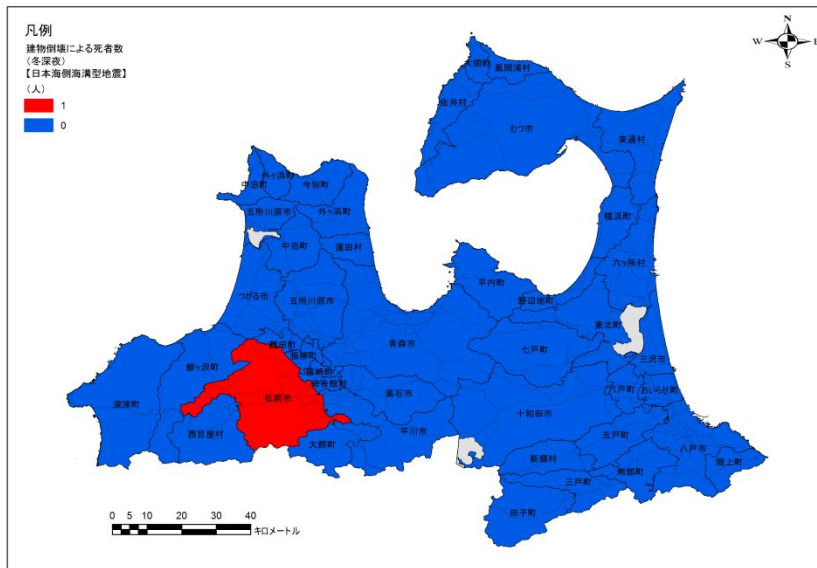 凡例
建物倒壊による死者数
(冬深夜)
【日本海側海溝型地震】
(人)
1
0
N
W
E
S
大間町
風間浦村
佐井村
むつ市
東通村
外ヶ浜町
中泊町
今別町
五所川原市
外ヶ浜町
横浜町
中泊町
蓬田村
六ヶ所村
平内町
つがる市
五所川原市
野辺地町
東北町
青森市
鶴田町
板柳町
七戸町
三沢市
鰺ヶ沢町
藤崎町
田舎館村
六戸町
おいらせ町
弘前市
黒石市
深浦町
十和田市
西目屋村
平川市
五戸町
大鰐町
八戸市
階上町
新郷村
南部町
三戸町
田子町
0 5 10 20 30 40
キロメートル